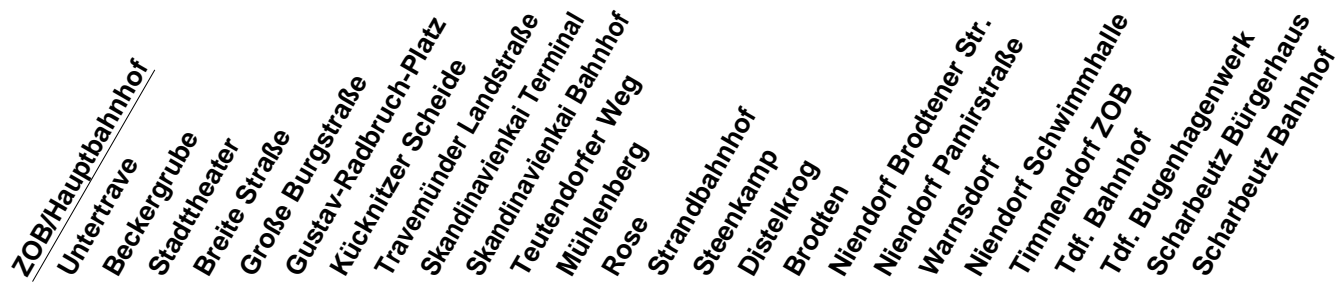 ZOB/Hauptbahnhof
Untertrave
Beckergrube
Stadttheater
Breite Straße
Große Burgstraße
Gustav-Radbruch-Platz
Kücknitzer Scheide
Travemünder Landstraße
Skandinavienkai Terminal
Skandinavienkai Bahnhof
Teutendorfer Weg
Mühlenberg
Rose
Strandbahnhof
Steenkamp
Distelkrog
Brodten
Niendorf Brodtener Str.
Niendorf Pamirstraße
Warnsdorf
Niendorf Schwimmhalle
Timmendorf ZOB
Tdf. Bahnhof
Tdf. Bugenhagenwerk
Scharbeutz Bürgerhaus
Scharbeutz Bahnhof